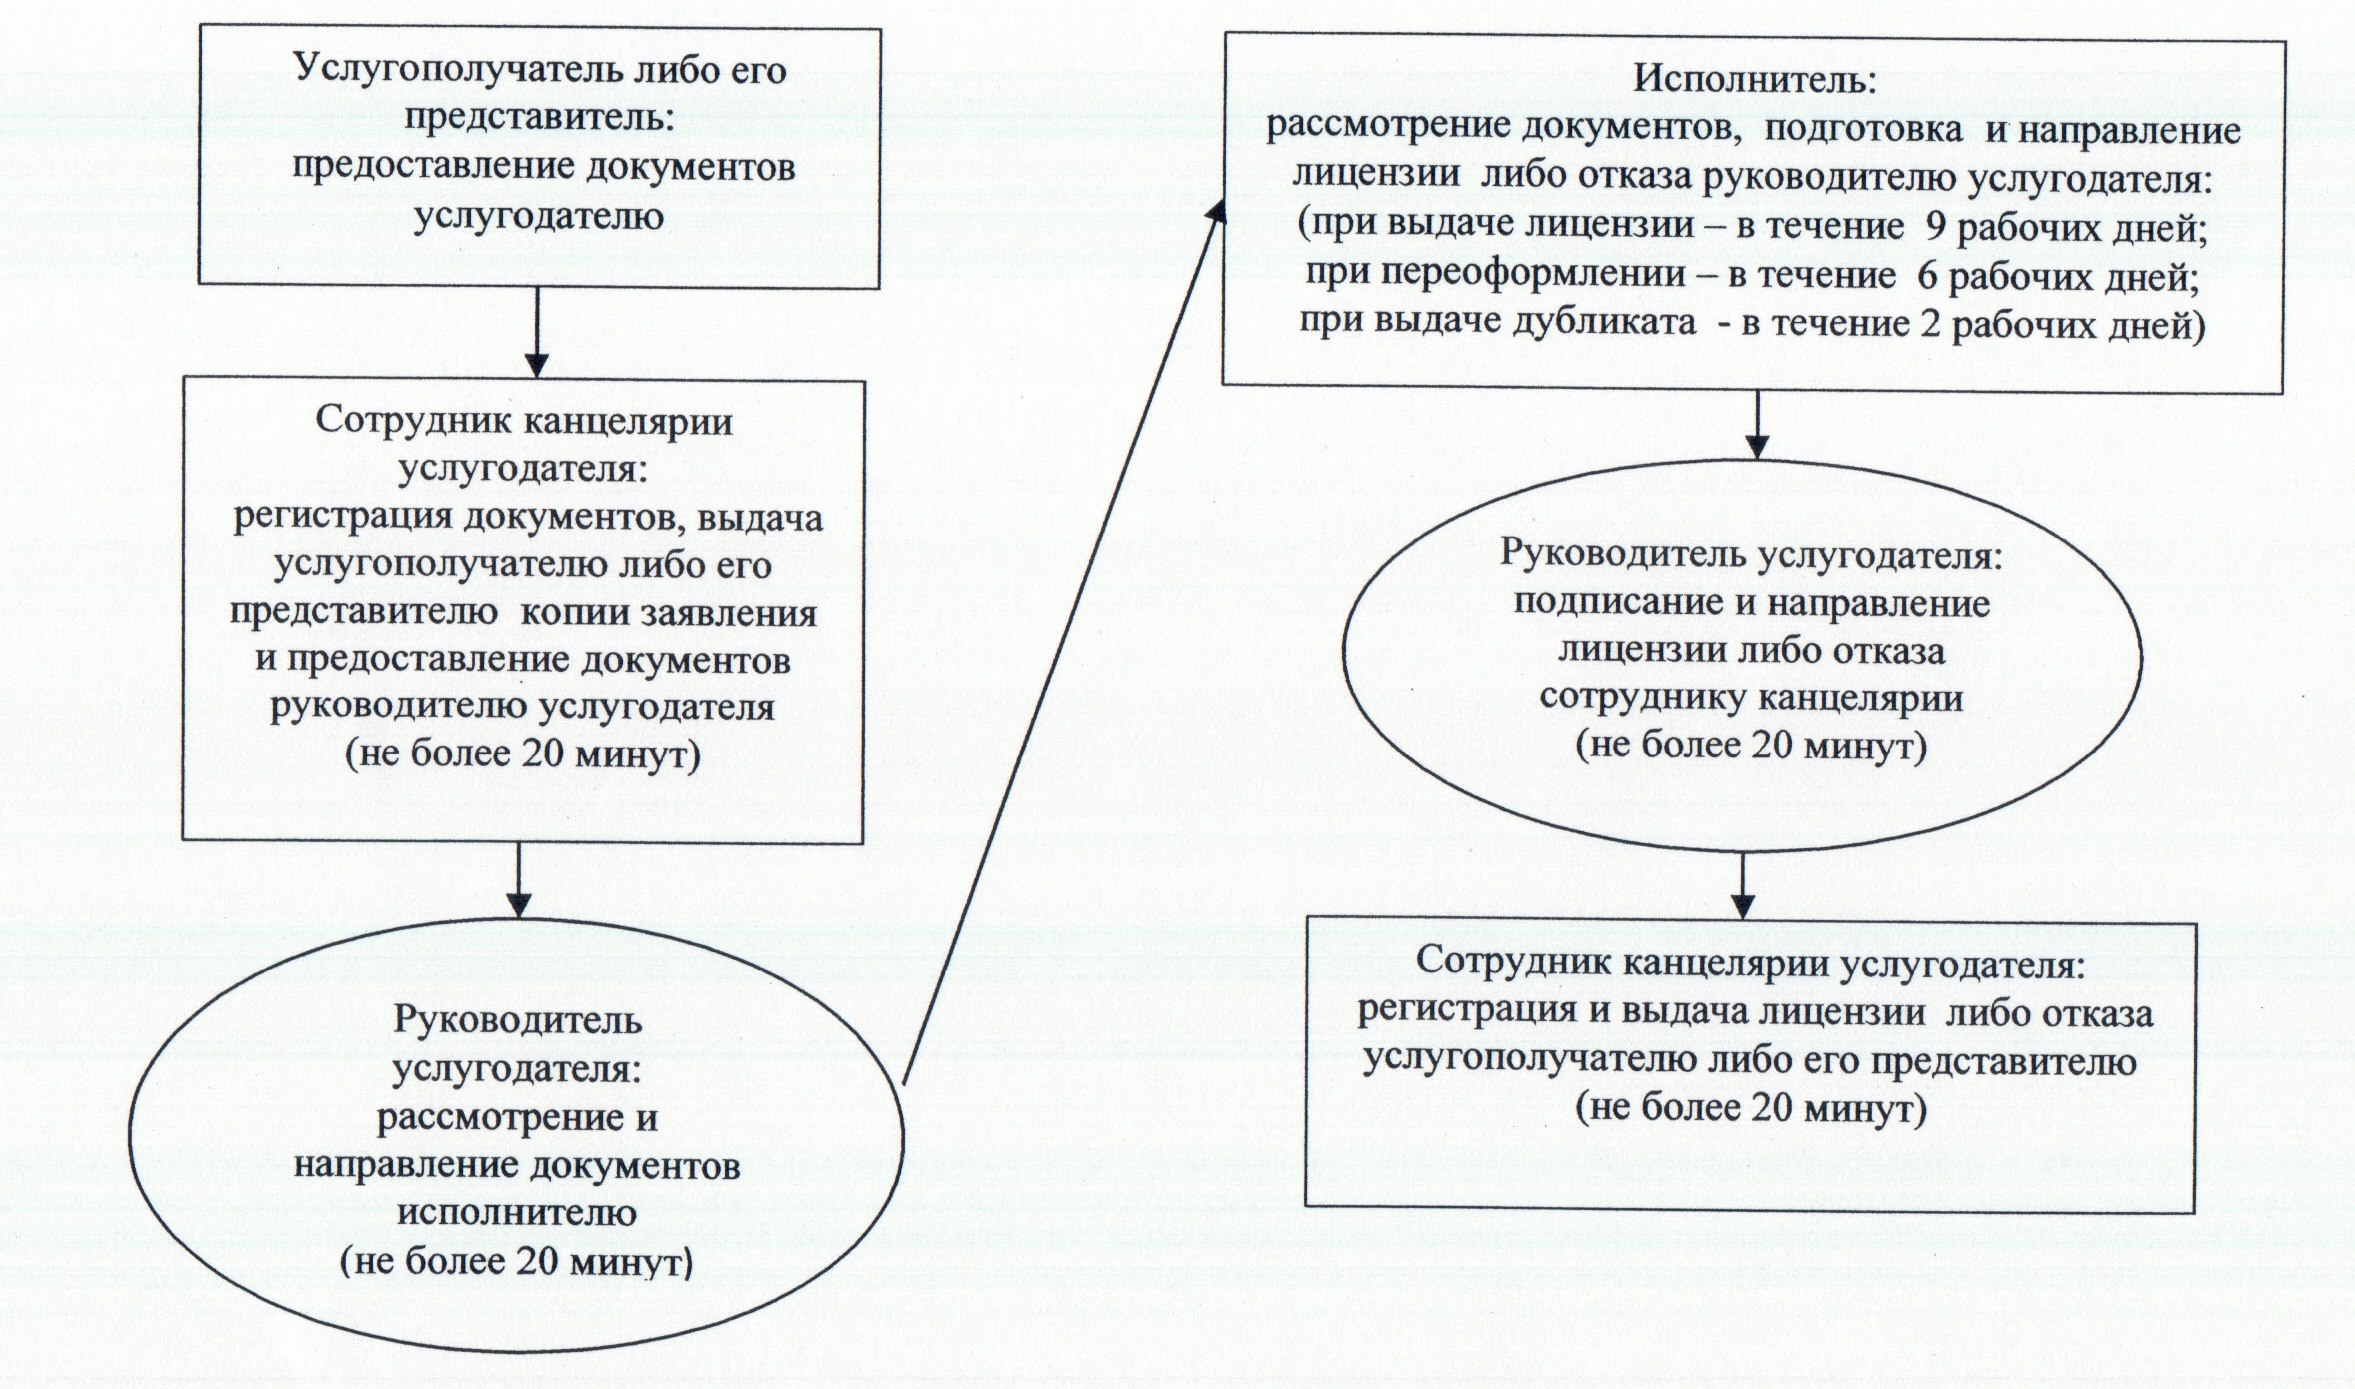 Услугополучатель либо его
представитель:
предоставление документов
услугодателю
Сотрудник канцелярии
услугодателя:
регистрация документов, выдача
услугополучателю либо его
представителю копии заявления
и предоставление документов
руководителю услугодателя
(не более 20 минут)
Руководитель
услугодателя:
рассмотрение и
направление документов
исполнителю
(не более 20 минут)
Исполнитель:
рассмотрение документов, подготовка и направление
лицензии либо отказа руководителю услугодателя:
(при выдаче лицензии – в течение 9 рабочих дней;
при переоформлении – в течение 6 рабочих дней;
при выдаче дубликата - в течение 2 рабочих дней)
Руководитель услугодателя:
подписание и направление
лицензии либо отказа
сотруднику канцелярии
(не более 20 минут)
Сотрудник канцелярии услугодателя:
регистрация и выдача лицензии либо отказа
услугополучателю либо его представителю
(не более 20 минут)